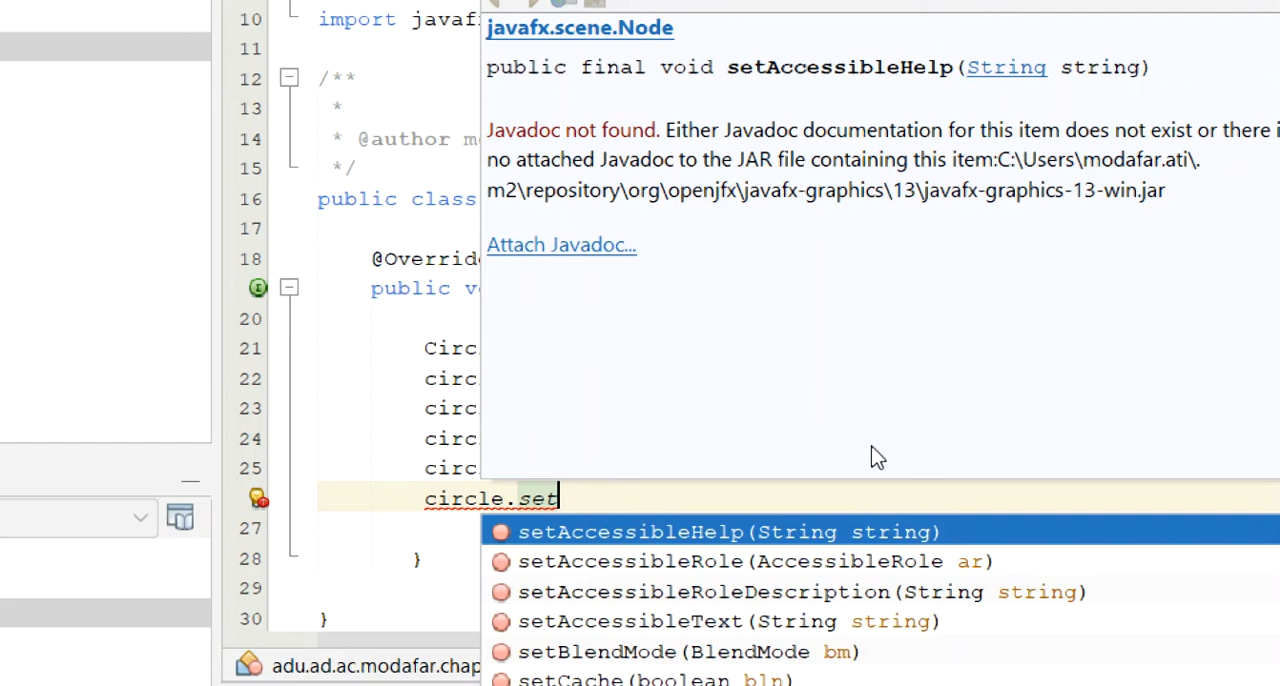 10 import javaf
javafx.scene.Node
11
12 /**
public final void setAccessibleHelp(String string)
13 *
14 * @author m
Javadoc not found. Either Javadoc documentation for this item does not exist or there i
15 */
no attached Javadoc to the JAR file containing this item:C:\Users\modafar.ati\.
16 public class
m2\repository\org\openjfx\javafx-graphics\13\javafx-graphics-13-win.jar
17
Attach Javadoc...
18 @Overrid
public v
20
21 Circ
22 circ
23 circ
24 circ
25 circ
circle.set
27
setAccessibleHelp(String string)
28 }
setAccessibleRole(AccessibleRole ar)
29
setAccessibleRoleDescription(String string)
30 }
setAccessibleText(String string)
setBlendMode(BlendMode bm)
adu.ad.ac.modafar.chap
setCache(boolean bln)